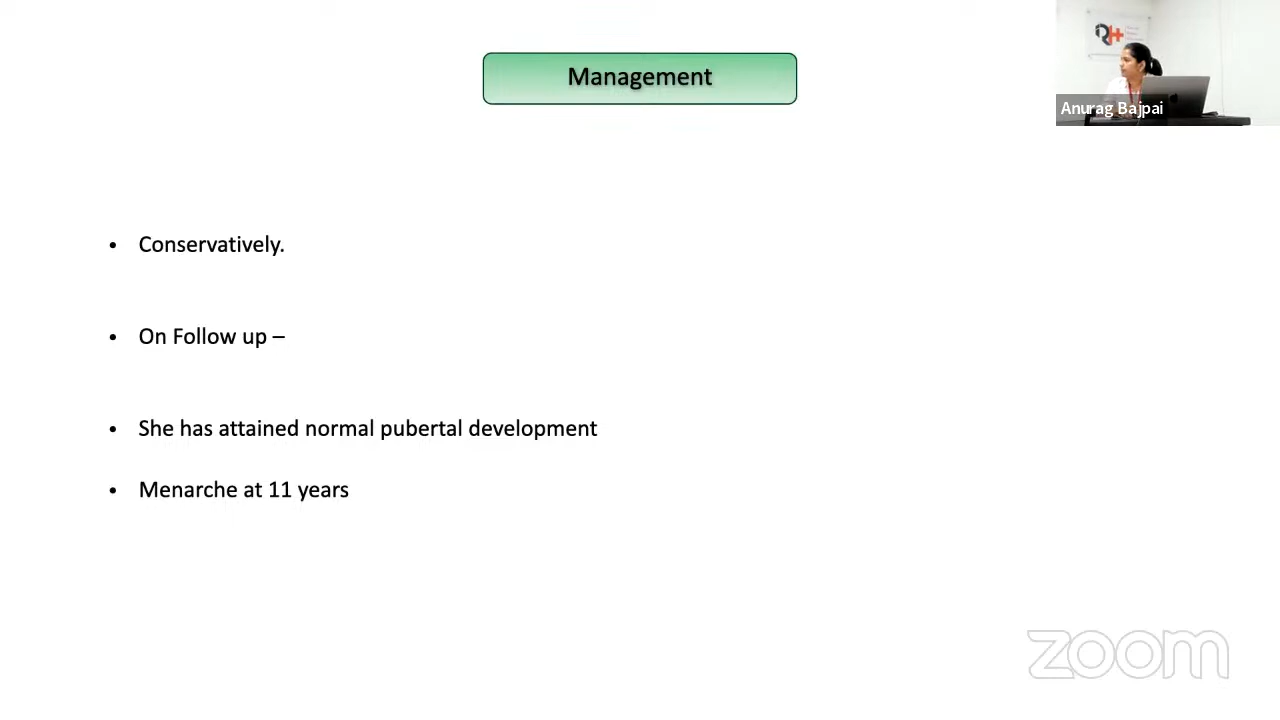 Management
Anurag Bajpai
• Conservatively.
• On Follow up –
• She has attained normal pubertal development
• Menarche at 11 years
zoom